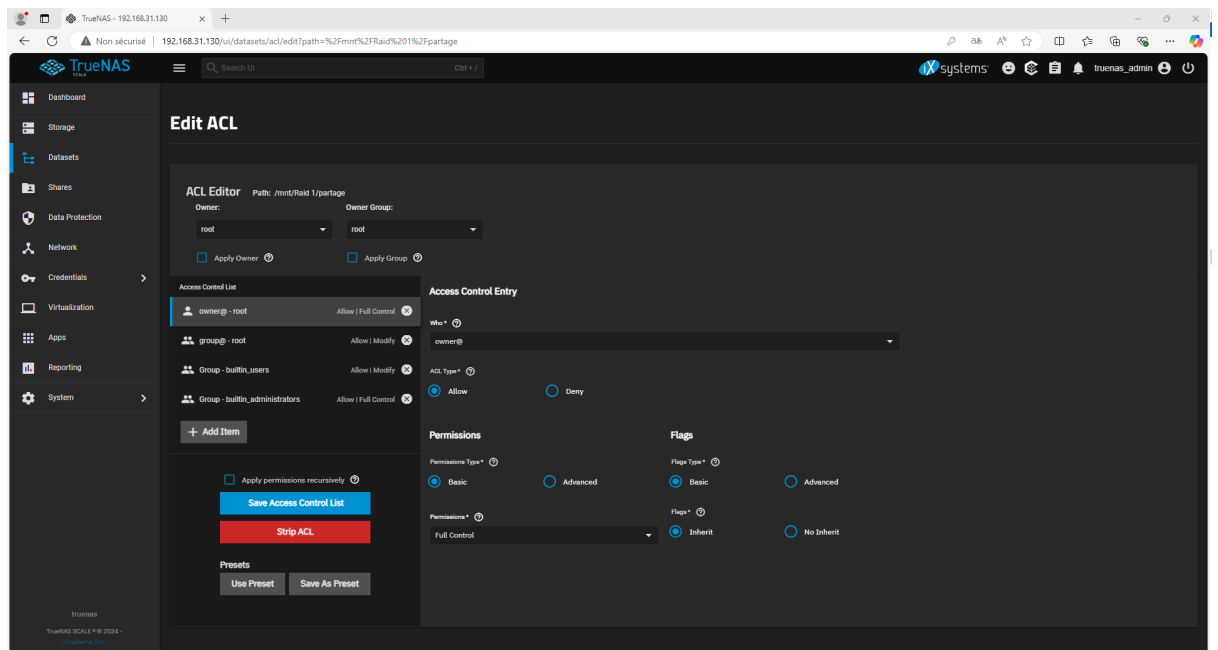 TrueNAS - 192.168.31.130
Non sécurisé 192.168.31.130/ui/datasets/acl/edit?path=%2Fmnt%2FRaid%201%2Fpartage
TrueNAS
SCALE
Search UI
Ctrl + /
iX systems
truenas_admin
Dashboard
Storage
Datasets
Shares
Data Protection
Network
Credentials
Virtualization
Apps
Reporting
System
truenas
TrueNAS SCALE ® © 2024 -
iXsystems, Inc
Edit ACL
ACL Editor Path: /mnt/Raid 1/partage
Owner: Owner Group:
root root
Apply Owner Apply Group
Access Control List
owner@ - root Allow | Full Control
group@ - root Allow | Modify
Group - builtin_users Allow | Modify
Group - builtin_administrators Allow | Full Control
+ Add Item
Apply permissions recursively
Save Access Control List
Strip ACL
Presets
Use Preset Save As Preset
Access Control Entry
Who *
owner@
ACL Type *
Allow Deny
Permissions
Permissions Type *
Basic Advanced
Permissions *
Full Control
Flags
Flags Type *
Basic Advanced
Flags *
Inherit No Inherit